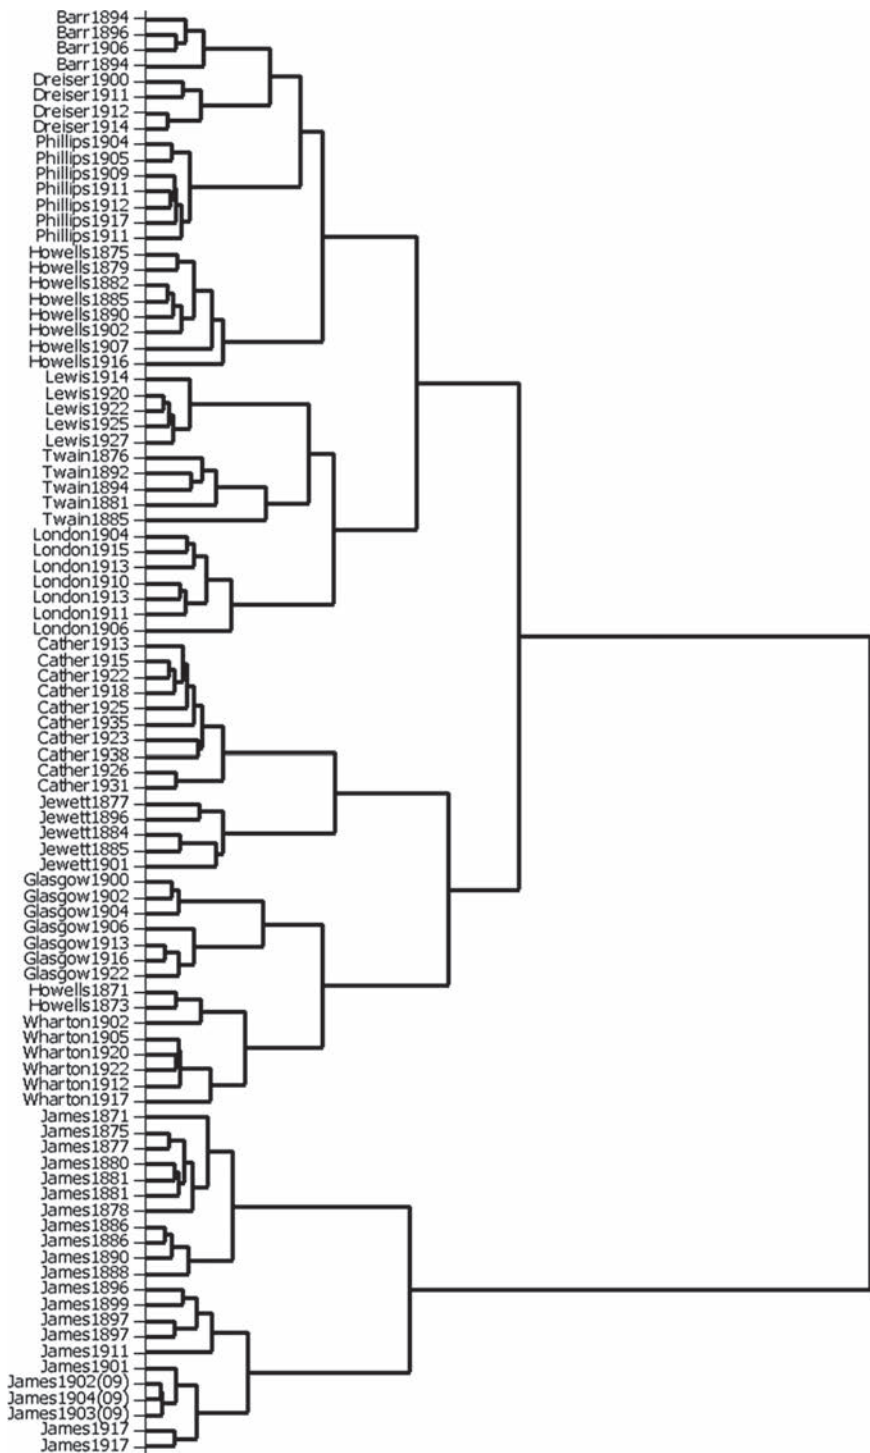 Barr1894
Barr1896
Barr1906
Barr1894
Dreiser1900
Dreiser1911
Dreiser1912
Dreiser1914
Phillips1904
Phillips1905
Phillips1909
Phillips1911
Phillips1912
Phillips1917
Phillips1911
Howells1875
Howells1879
Howells1882
Howells1885
Howells1890
Howells1902
Howells1907
Howells1916
Lewis1914
Lewis1920
Lewis1922
Lewis1925
Lewis1927
Twain1876
Twain1892
Twain1894
Twain1881
Twain1885
London1904
London1915
London1913
London1910
London1913
London1911
London1906
Cather1913
Cather1915
Cather1922
Cather1918
Cather1925
Cather1935
Cather1923
Cather1938
Cather1926
Cather1931
Jewett1877
Jewett1896
Jewett1884
Jewett1885
Jewett1901
Glasgow1900
Glasgow1902
Glasgow1904
Glasgow1906
Glasgow1913
Glasgow1916
Glasgow1922
Howells1871
Howells1873
Wharton1902
Wharton1905
Wharton1920
Wharton1922
Wharton1912
Wharton1917
James1871
James1875
James1877
James1880
James1881
James1881
James1878
James1886
James1886
James1890
James1888
James1896
James1899
James1897
James1897
James1911
James1901
James1902(09)
James1904(09)
James1903(09)
James1917
James1917